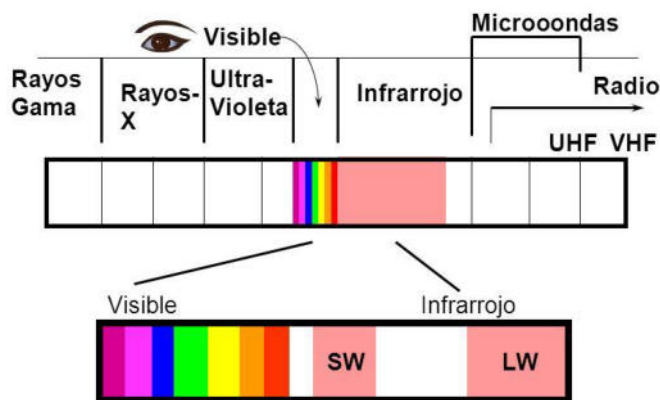 Microoondas
Visible
Rayos
Gama
Rayos-
X
Ultra-
Violeta
Infrarrojo
Radio
UHF VHF
Visible
Infrarrojo
SW
LW